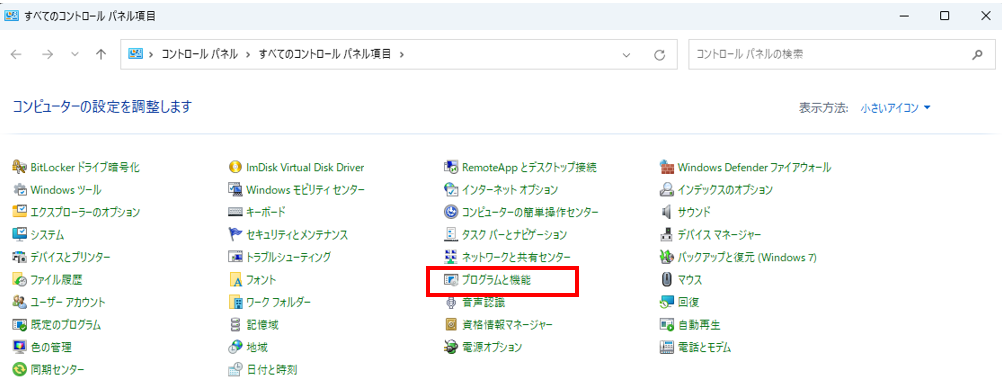 すべてのコントロール パネル項目
コントロール パネル › すべてのコントロール パネル項目 ›
コントロール パネルの検索
コンピューターの設定を調整します
表示方法: 小さいアイコン
BitLocker ドライブ暗号化 ImDisk Virtual Disk Driver RemoteApp とデスクトップ接続 Windows Defender ファイアウォール
Windows ツール Windows モビリティ センター インターネット オプション インデックスのオプション
エクスプローラーのオプション キーボード コンピューターの簡単操作センター サウンド
システム セキュリティとメンテナンス タスク バーとナビゲーション デバイス マネージャー
デバイスとプリンター トラブルシューティング ネットワークと共有センター バックアップと復元 (Windows 7)
ファイル履歴 フォント プログラムと機能 マウス
ユーザー アカウント ワーク フォルダー 音声認識 回復
既定のプログラム 記憶域 資格情報マネージャー 自動再生
色の管理 地域 電源オプション 電話とモデム
同期センター 日付と時刻